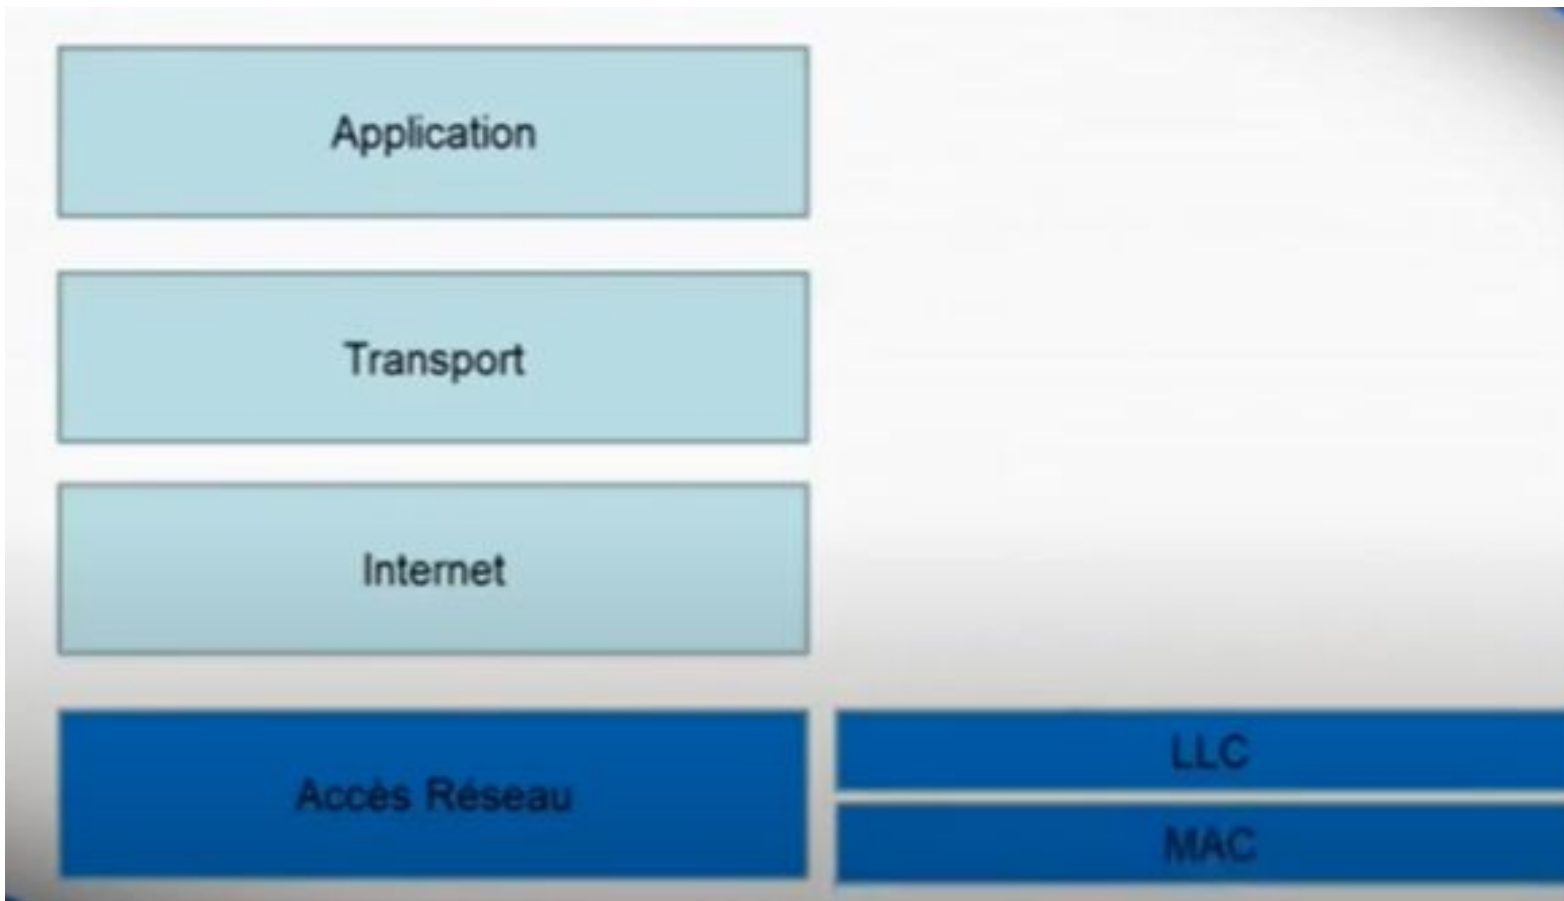 Application
Transport
Internet
Accès Réseau
LLC
MAC